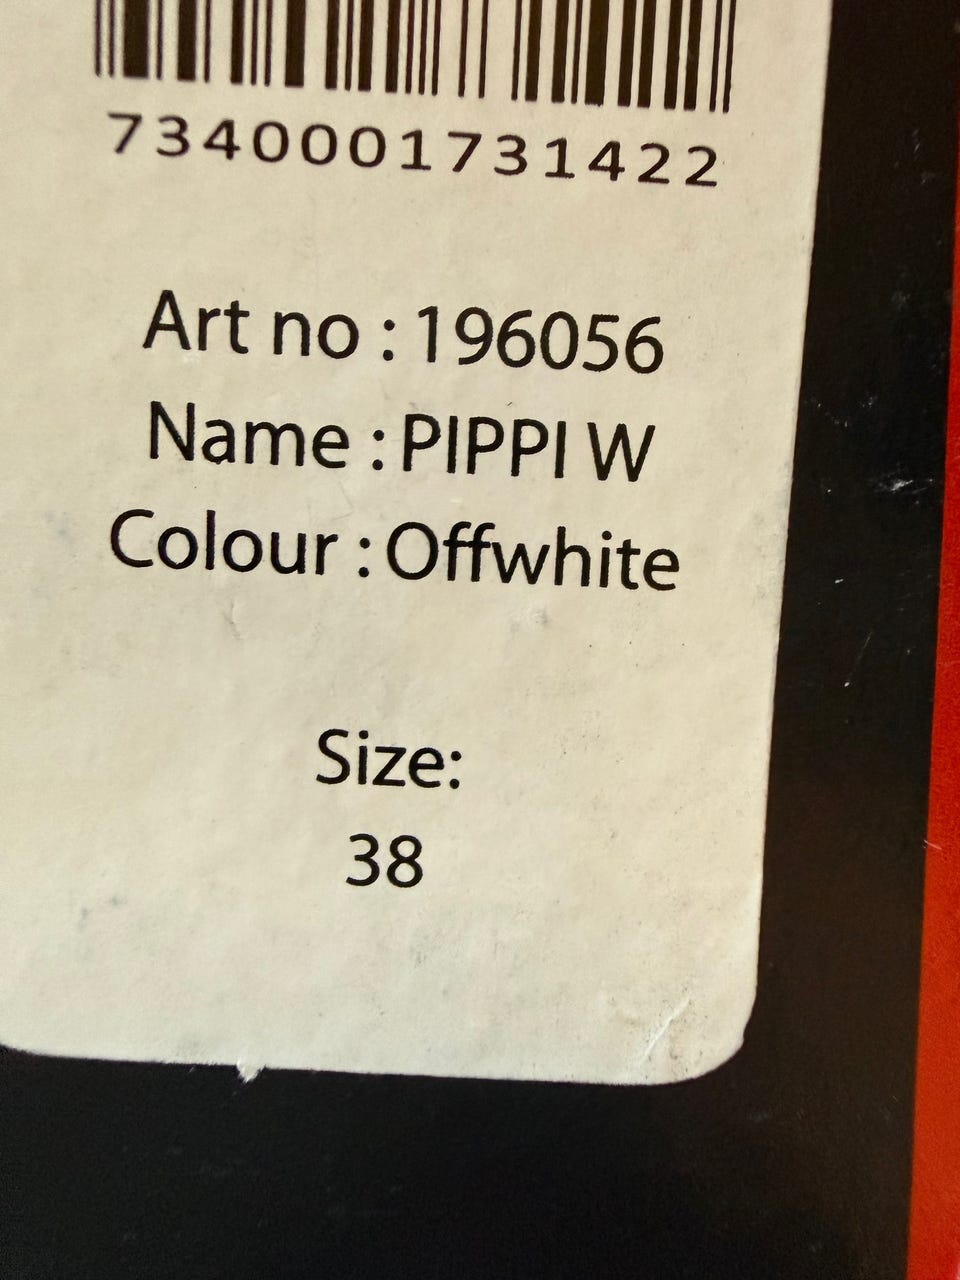 7340001731422
Art no : 196056
Name : PIPPI W
Colour : Offwhite
Size:
38